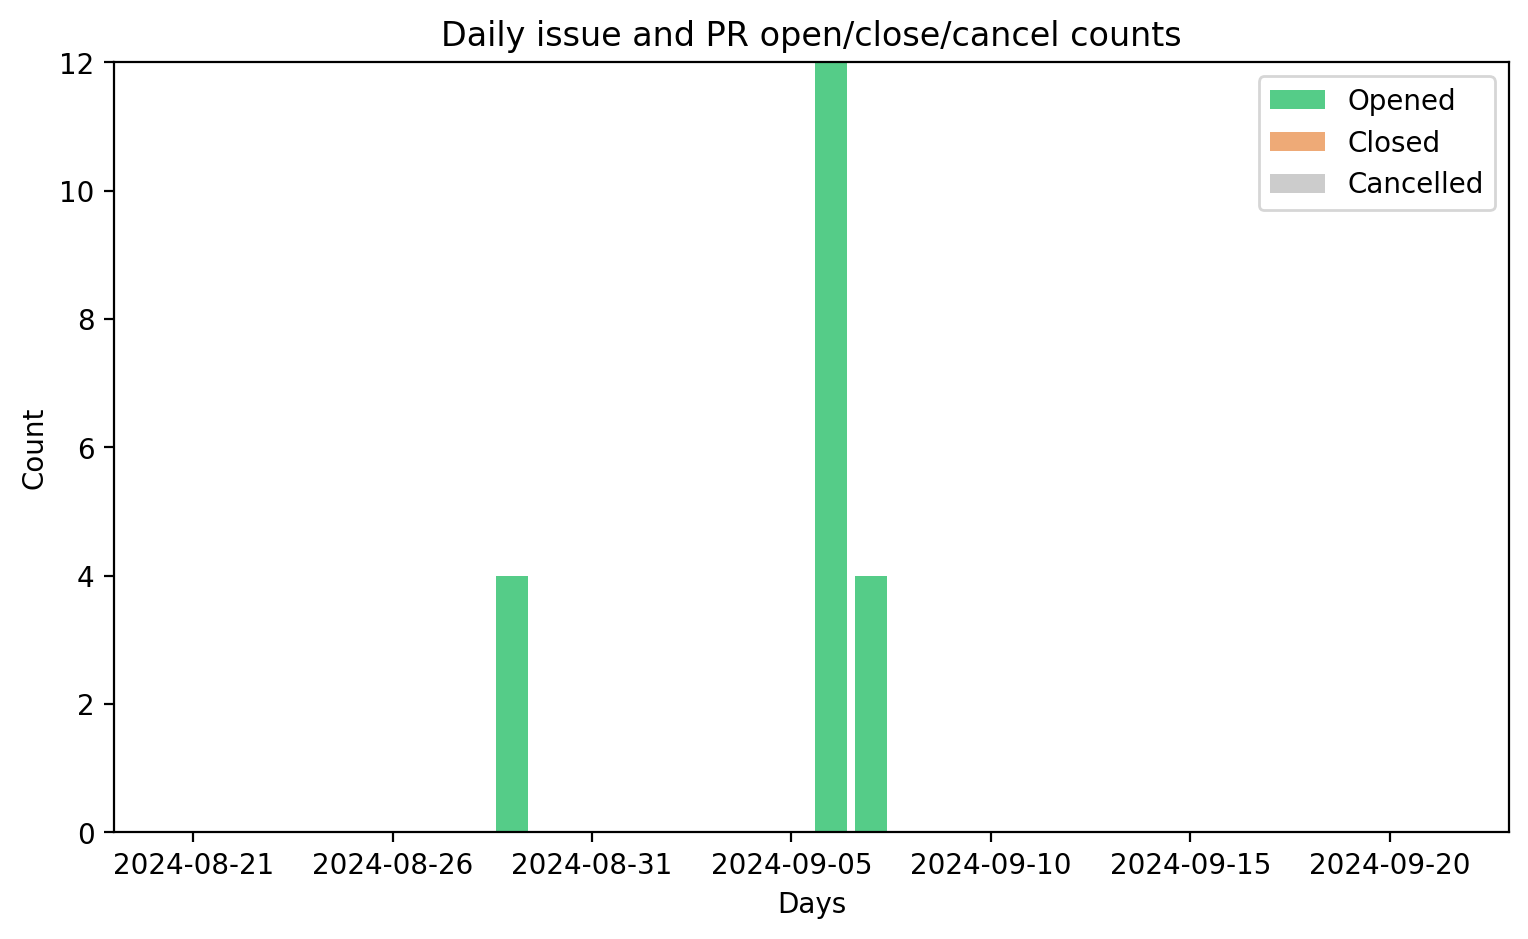 Daily issue and PR open/close/cancel counts
12
10
8
6
4
2
0
Count
Opened
Closed
Cancelled
2024-08-21 2024-08-26 2024-08-31 2024-09-05 2024-09-10 2024-09-15 2024-09-20
Days